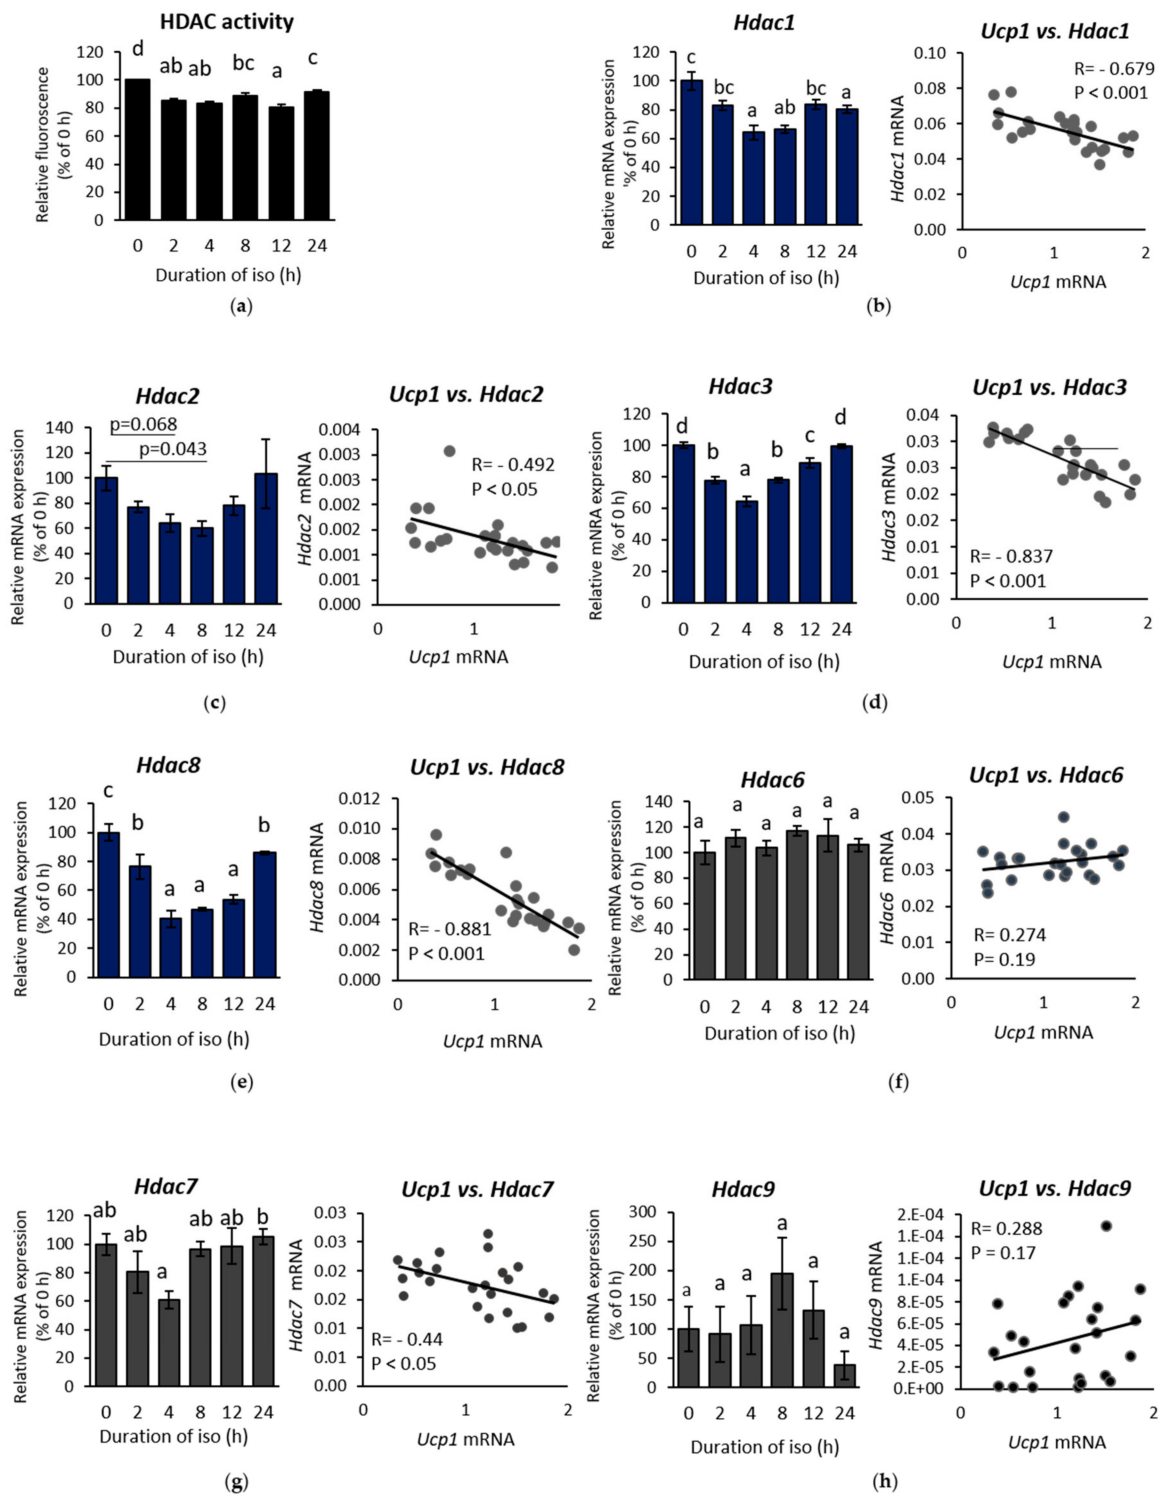 HDAC activity
Relative fluoroscence
(% of 0 h)
120
100
80
60
40
20
0
d
ab
ab
bc
a
c
0 2 4 8 12 24
Duration of iso (h)
(a)
Hdac1
Relative mRNA expression
'% of 0 h)
120
100
80
60
40
20
0
c
bc
a
ab
bc
a
0 2 4 8 12 24
Duration of iso (h)
Ucp1 vs. Hdac1
Hdac1 mRNA
0.10
0.08
0.06
0.04
0.02
0.00
R= - 0.679
P < 0.001
0 1 2
Ucp1 mRNA
(b)
Hdac2
Relative mRNA expression
(% of 0 h)
140
120
100
80
60
40
20
0
p=0.068
p=0.043
0 2 4 8 12 24
Duration of iso (h)
Ucp1 vs. Hdac2
Hdac2 mRNA
0.004
0.003
0.003
0.002
0.002
0.001
0.001
0.000
R= - 0.492
P < 0.05
0 1
Ucp1 mRNA
(c)
Hdac3
Relative mNRA expression
(% of 0 h)
120
100
80
60
40
20
0
d
b
a
b
c
d
0 2 4 8 12 24
Duration of iso (h)
Ucp1 vs. Hdac3
Hdac3 mRNA
0.04
0.03
0.03
0.02
0.02
0.01
0.01
0.00
R= - 0.837
P < 0.001
0 1 2
Ucp1 mRNA
(d)
Hdac8
Relative mRNA expression
(% of 0 h)
120
100
80
60
40
20
0
c
b
a
a
a
b
0 2 4 8 12 24
Duration of iso (h)
Ucp1 vs. Hdac8
Hdac8 mRNA
0.012
0.010
0.008
0.006
0.004
0.002
0.000
R= - 0.881
P < 0.001
0 1 2
Ucp1 mRNA
(e)
Hdac6
Relative mRNA expression
(% of 0 h)
140
120
100
80
60
40
20
0
a
a
a
a
a
a
0 2 4 8 12 24
Duration of iso (h)
Ucp1 vs. Hdac6
Hdac6 mRNA
0.05
0.04
0.03
0.02
0.01
0.00
R= 0.274
P= 0.19
0 1 2
Ucp1 mRNA
(f)
Hdac7
Relative mRNA expression
(% of 0 h)
120
100
80
60
40
20
0
ab
ab
a
ab
ab
b
0 2 4 8 12 24
Duration of iso (h)
Ucp1 vs. Hdac7
Hdac7 mRNA
0.03
0.03
0.02
0.02
0.01
0.01
0.00
R= - 0.44
P < 0.05
0 1 2
Ucp1 mRNA
(g)
Hdac9
Relative mRNA expression
(% of 0 h)
300
250
200
150
100
50
0
a
a
a
a
a
a
0 2 4 8 12 24
Duration of iso (h)
Ucp1 vs. Hdac9
Hdac9 mRNA
2.E-04
1.E-04
1.E-04
1.E-04
8.E-05
6.E-05
4.E-05
2.E-05
0.E+00
R= 0.288
P = 0.17
0 1 2
Ucp1 mRNA
(h)